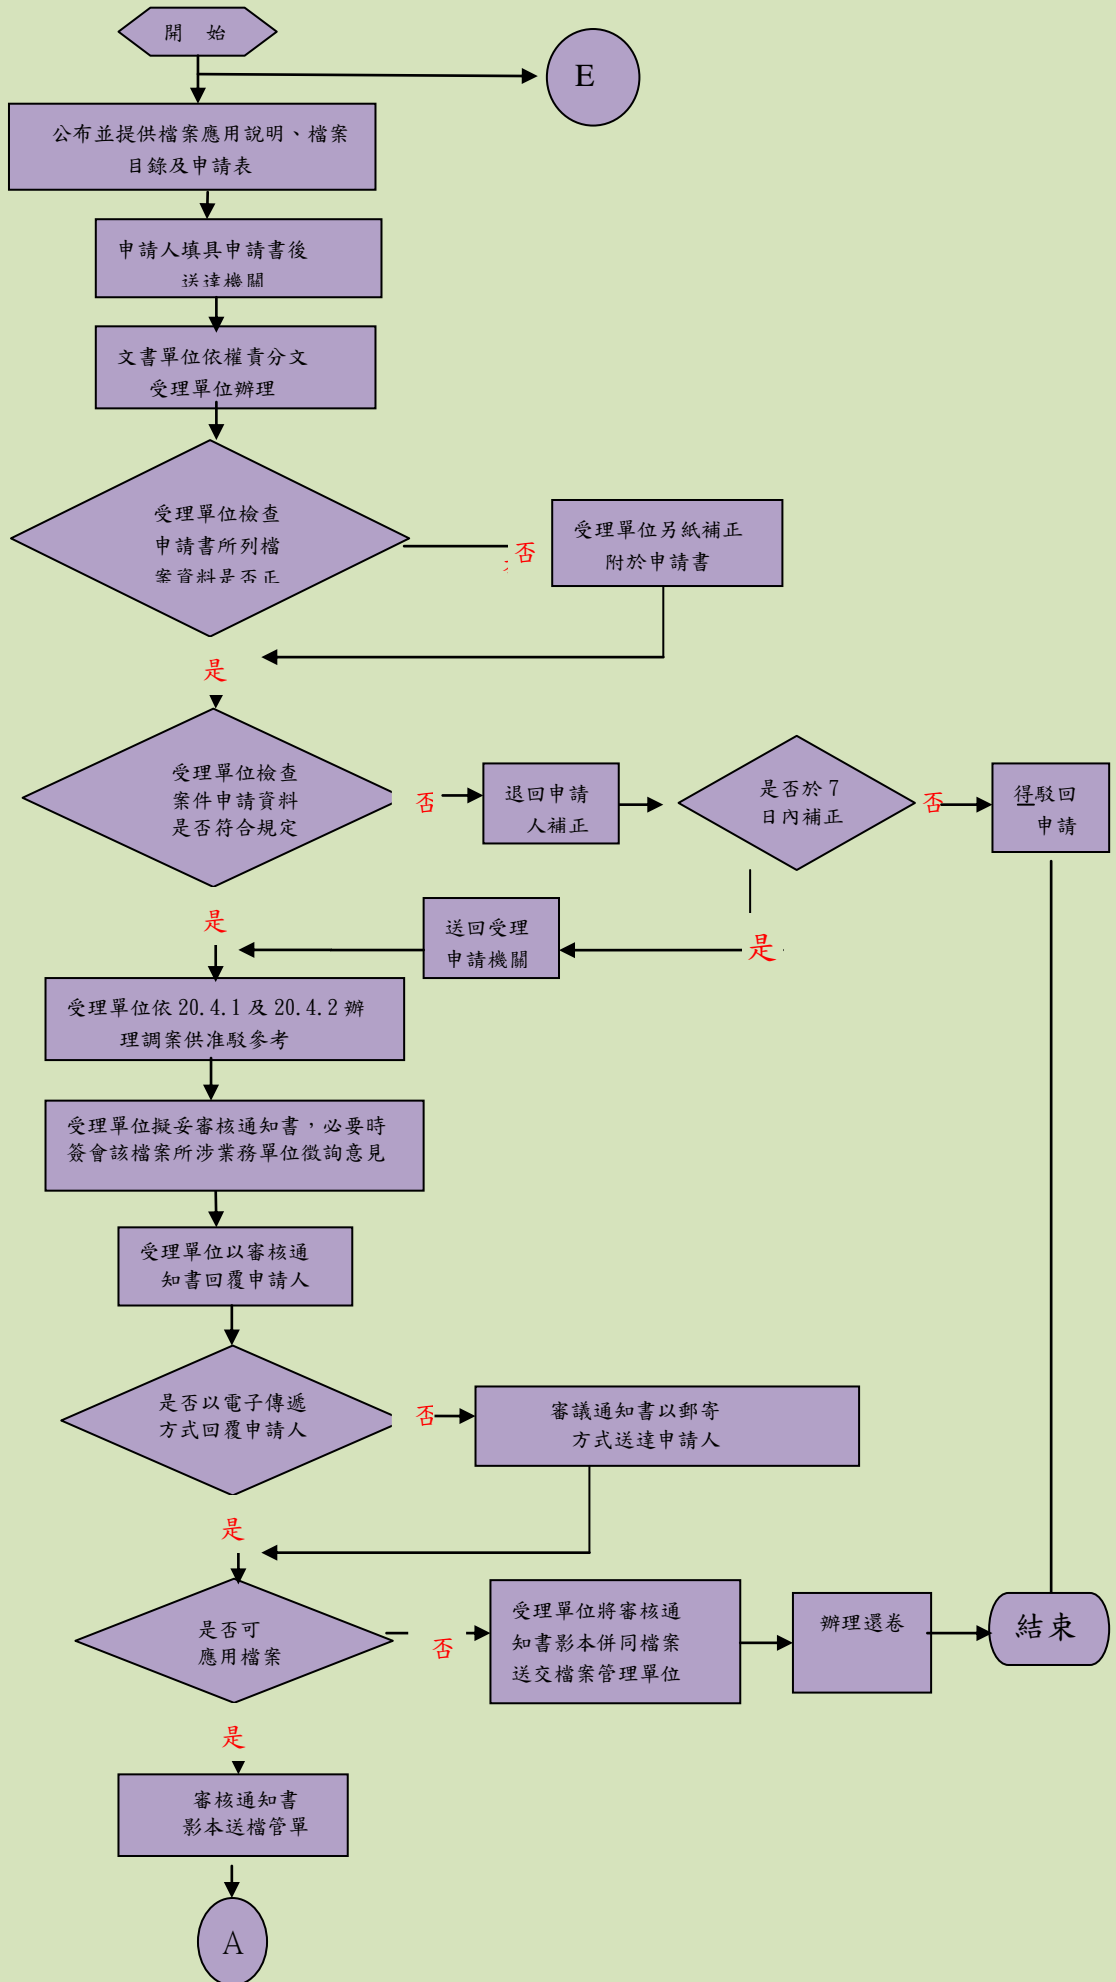 開 始
E
公布並提供檔案應用說明、檔案
目錄及申請表
申請人填具申請書後
送達機關
文書單位依權責分文
受理單位辦理
受理單位檢查
申請書所列檔
案資料是否正
否
受理單位另紙補正
附於申請書
是
受理單位檢查
案件申請資料
是否符合規定
否
退回申請
人補正
是否於 7
日內補正
否
得駁回
申請
是
送回受理
申請機關
是
受理單位依 20.4.1 及 20.4.2 辦
理調案供准駁參考
受理單位擬妥審核通知書，必要時
簽會該檔案所涉業務單位徵詢意見
受理單位以審核通
知書回覆申請人
是否以電子傳遞
方式回覆申請人
否
審議通知書以郵寄
方式送達申請人
是
是否可
應用檔案
否
受理單位將審核通
知書影本併同檔案
送交檔案管理單位
辦理還卷
結束
是
審核通知書
影本送檔管單
A